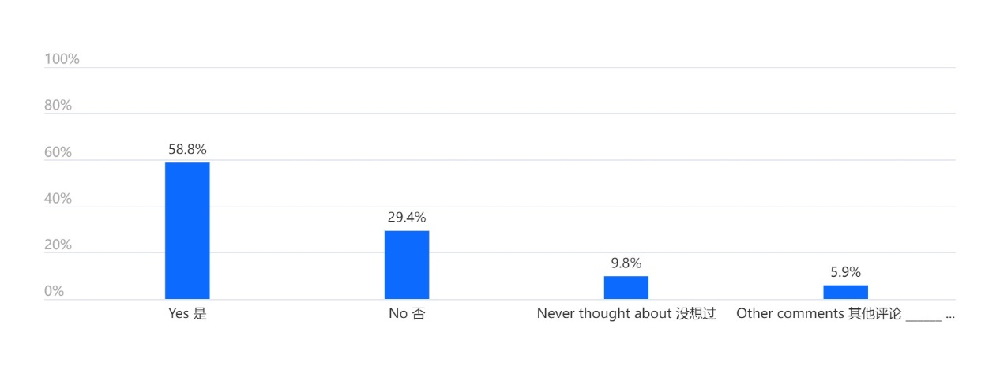 100%
80%
60%
40%
20%
0%
58.8%
29.4%
9.8%
5.9%
Yes 是
No 否
Never thought about 没想过
Other comments 其他评论 ______ ...